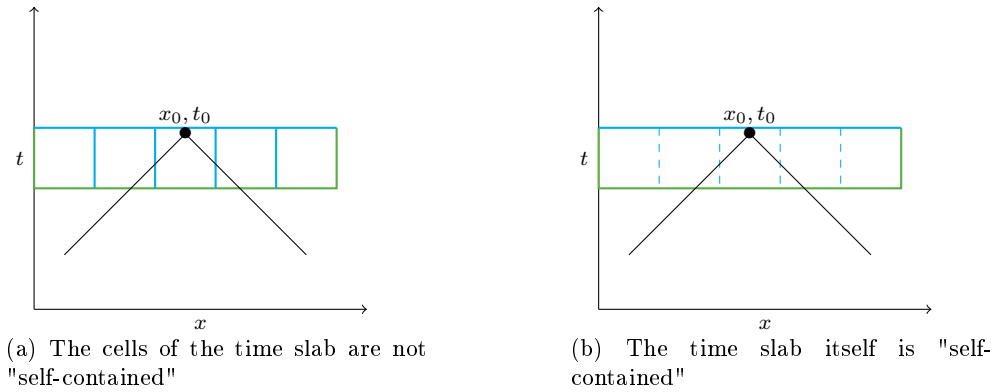 x₀, t₀
t
x
(a) The cells of the time slab are not
"self-contained"
x₀, t₀
t
x
(b) The time slab itself is "self-
contained"